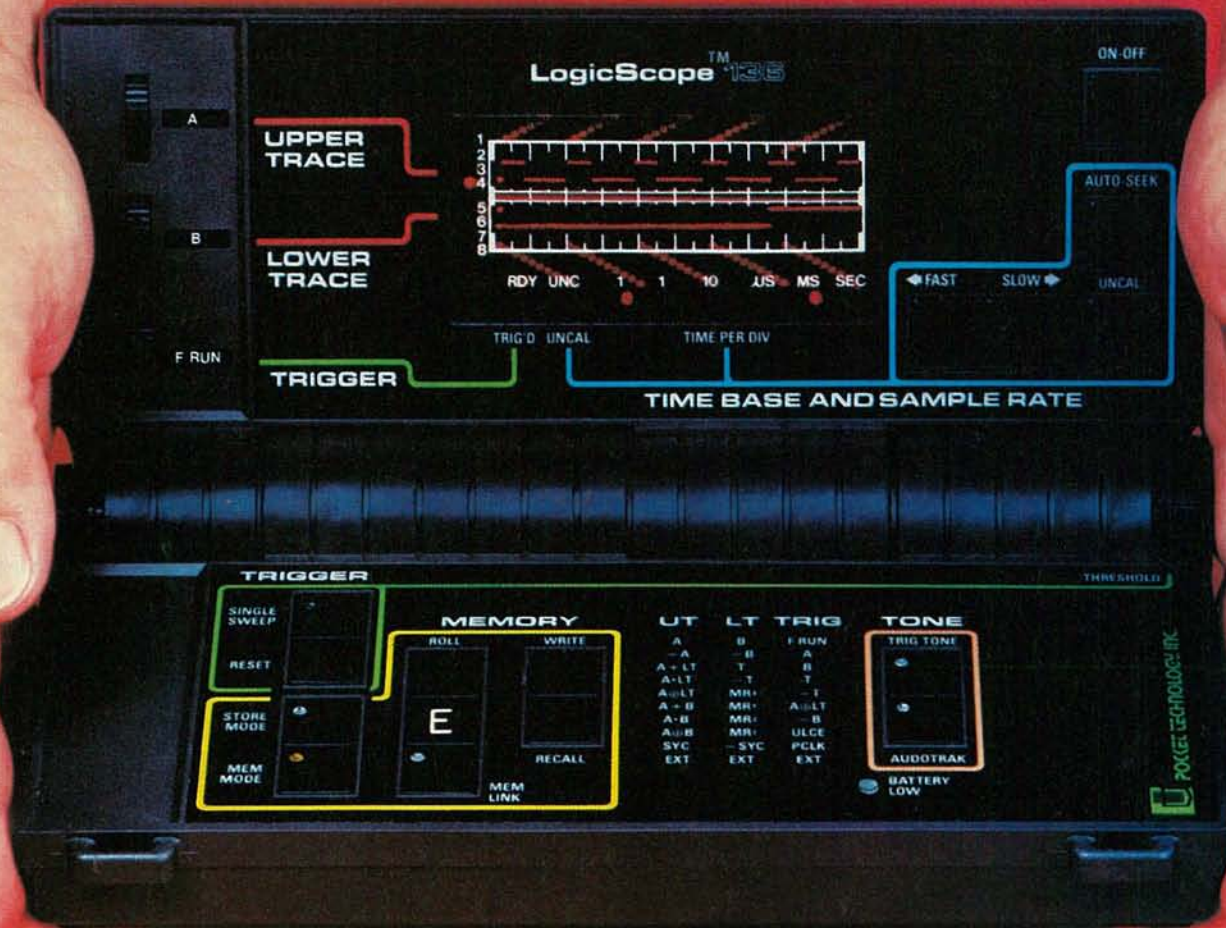 LogicScope™ 136
ON-OFF
A
UPPER
TRACE
1
2
3
4
5
6
7
8
AUTO-SEEK
B
LOWER
TRACE
RDY UNC .1 1 10 US MS SEC
FAST SLOW
UNCAL
TRIG'D UNCAL TIME PER DIV
F RUN
TRIGGER
TIME BASE AND SAMPLE RATE
TRIGGER
THRESHOLD
SINGLE
SWEEP
RESET
MEMORY
ROLL WRITE
STORE
MODE
E
MEM
MODE
RECALL
MEM
LINK
UT LT TRIG
A B F RUN
-A -B A
A+LT T B
A•LT -T T
A⊕LT MR• -T
A+B MR• A⊕LT
A•B MR• -B
A⊕B MR• ULCE
SYC -SYC PCLK
EXT EXT EXT
TONE
TRIG TONE
AUDOTRAK
BATTERY
LOW
POCKET TECHNOLOGY INC